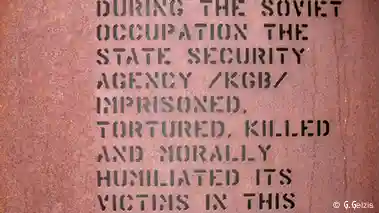 DURING THE SOVIET
OCCUPATION THE
STATE SECURITY
AGENCY /KGB/
IMPRISONED,
TORTURED, KILLED
AND MORALLY
HUMILIATED ITS
VICTIMS IN THIS
© G.Gelzis